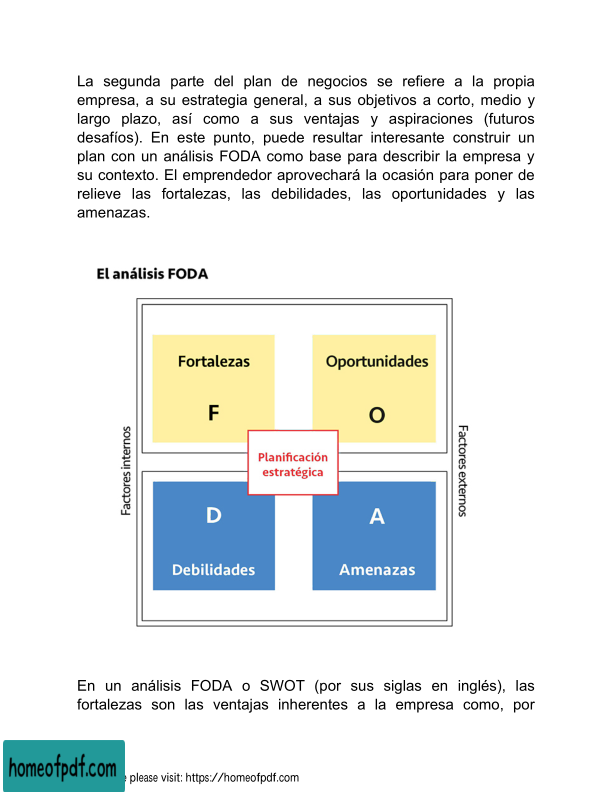 La segunda parte del plan de negocios se refiere a la propia
empresa, a su estrategia general, a sus objetivos a corto, medio y
largo plazo, así como a sus ventajas y aspiraciones (futuros
desafíos). En este punto, puede resultar interesante construir un
plan con un análisis FODA como base para describir la empresa y
su contexto. El emprendedor aprovechará la ocasión para poner de
relieve las fortalezas, las debilidades, las oportunidades y las
amenazas.
El análisis FODA
Fortalezas
Oportunidades
F
O
Factores internos
Planificación
estratégica
Factores externos
D
A
Debilidades
Amenazas
En un análisis FODA o SWOT (por sus siglas en inglés), las
fortalezas son las ventajas inherentes a la empresa como, por
homeofpdf.com
please visit: https://homeofpdf.com